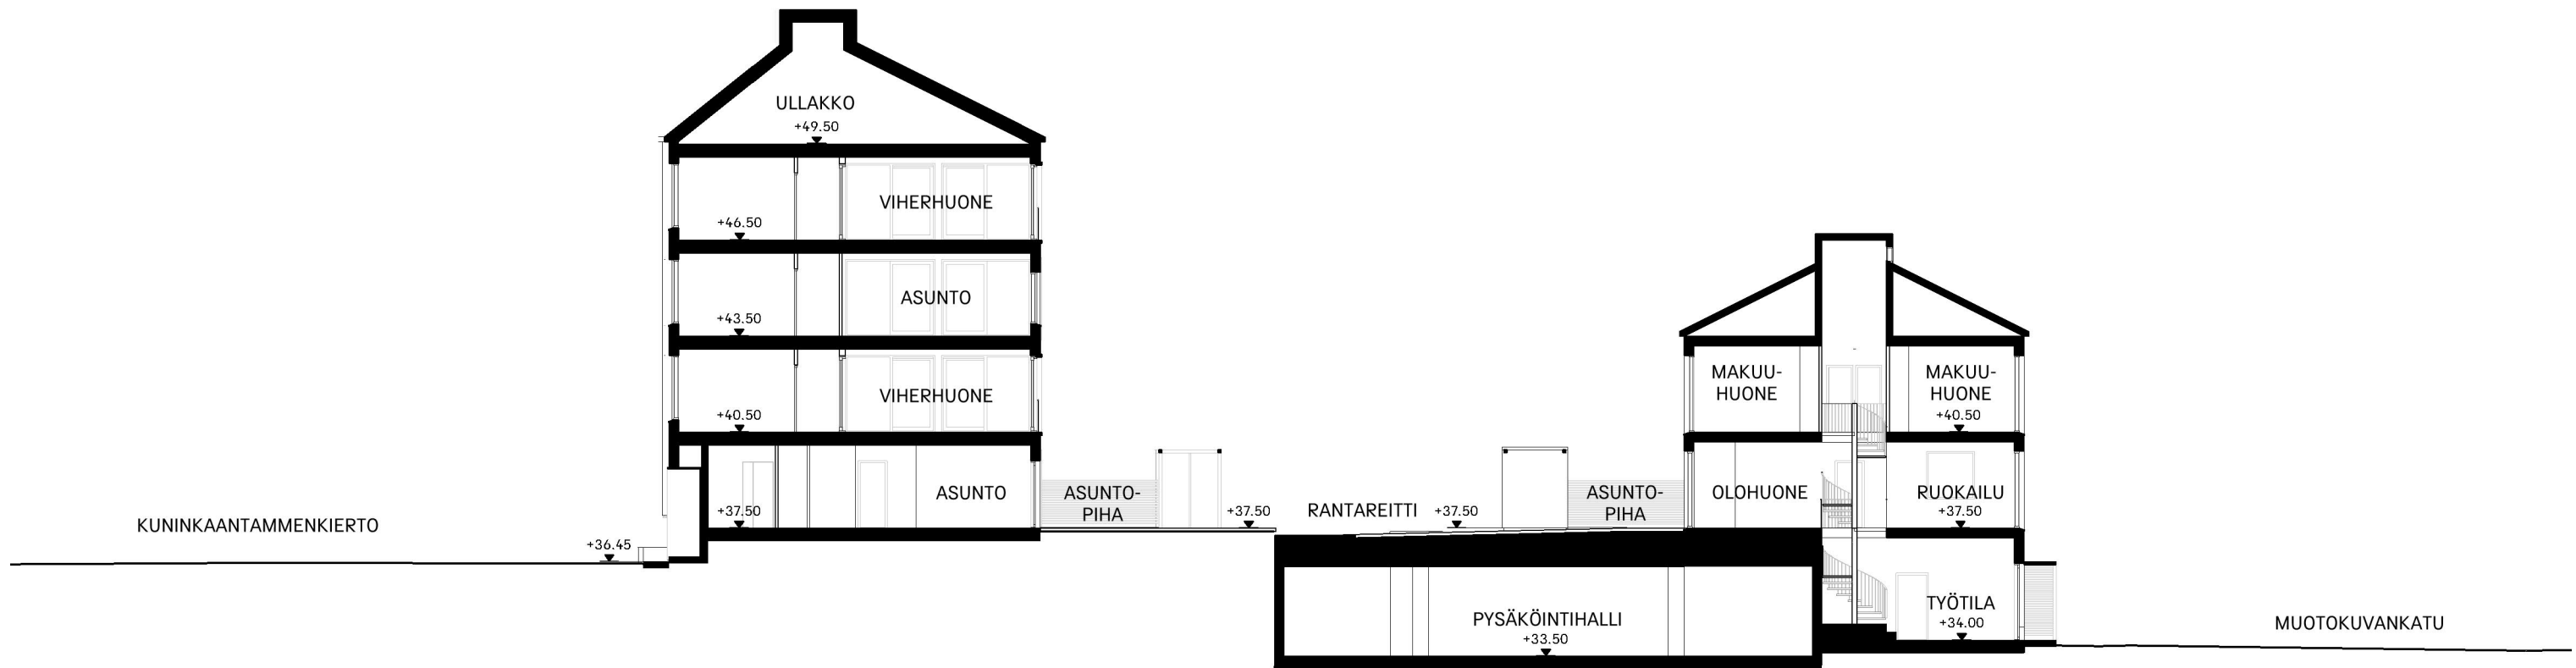 ULLAKKO
+49.50
VIHERHUONE
+46.50
ASUNTO
+43.50
VIHERHUONE
+40.50
ASUNTO
+37.50
KUNINKAANTAMMENKIERTO
+36.45
ASUNTO-
PIHA
+37.50
RANTAREITTI
+37.50
ASUNTO-
PIHA
MAKUU-
HUONE
MAKUU-
HUONE
+40.50
OLOHUONE
RUOKAILU
+37.50
PYSÄKÖINTIHALLI
+33.50
TYÖTILA
+34.00
MUOTOKUVANKATU